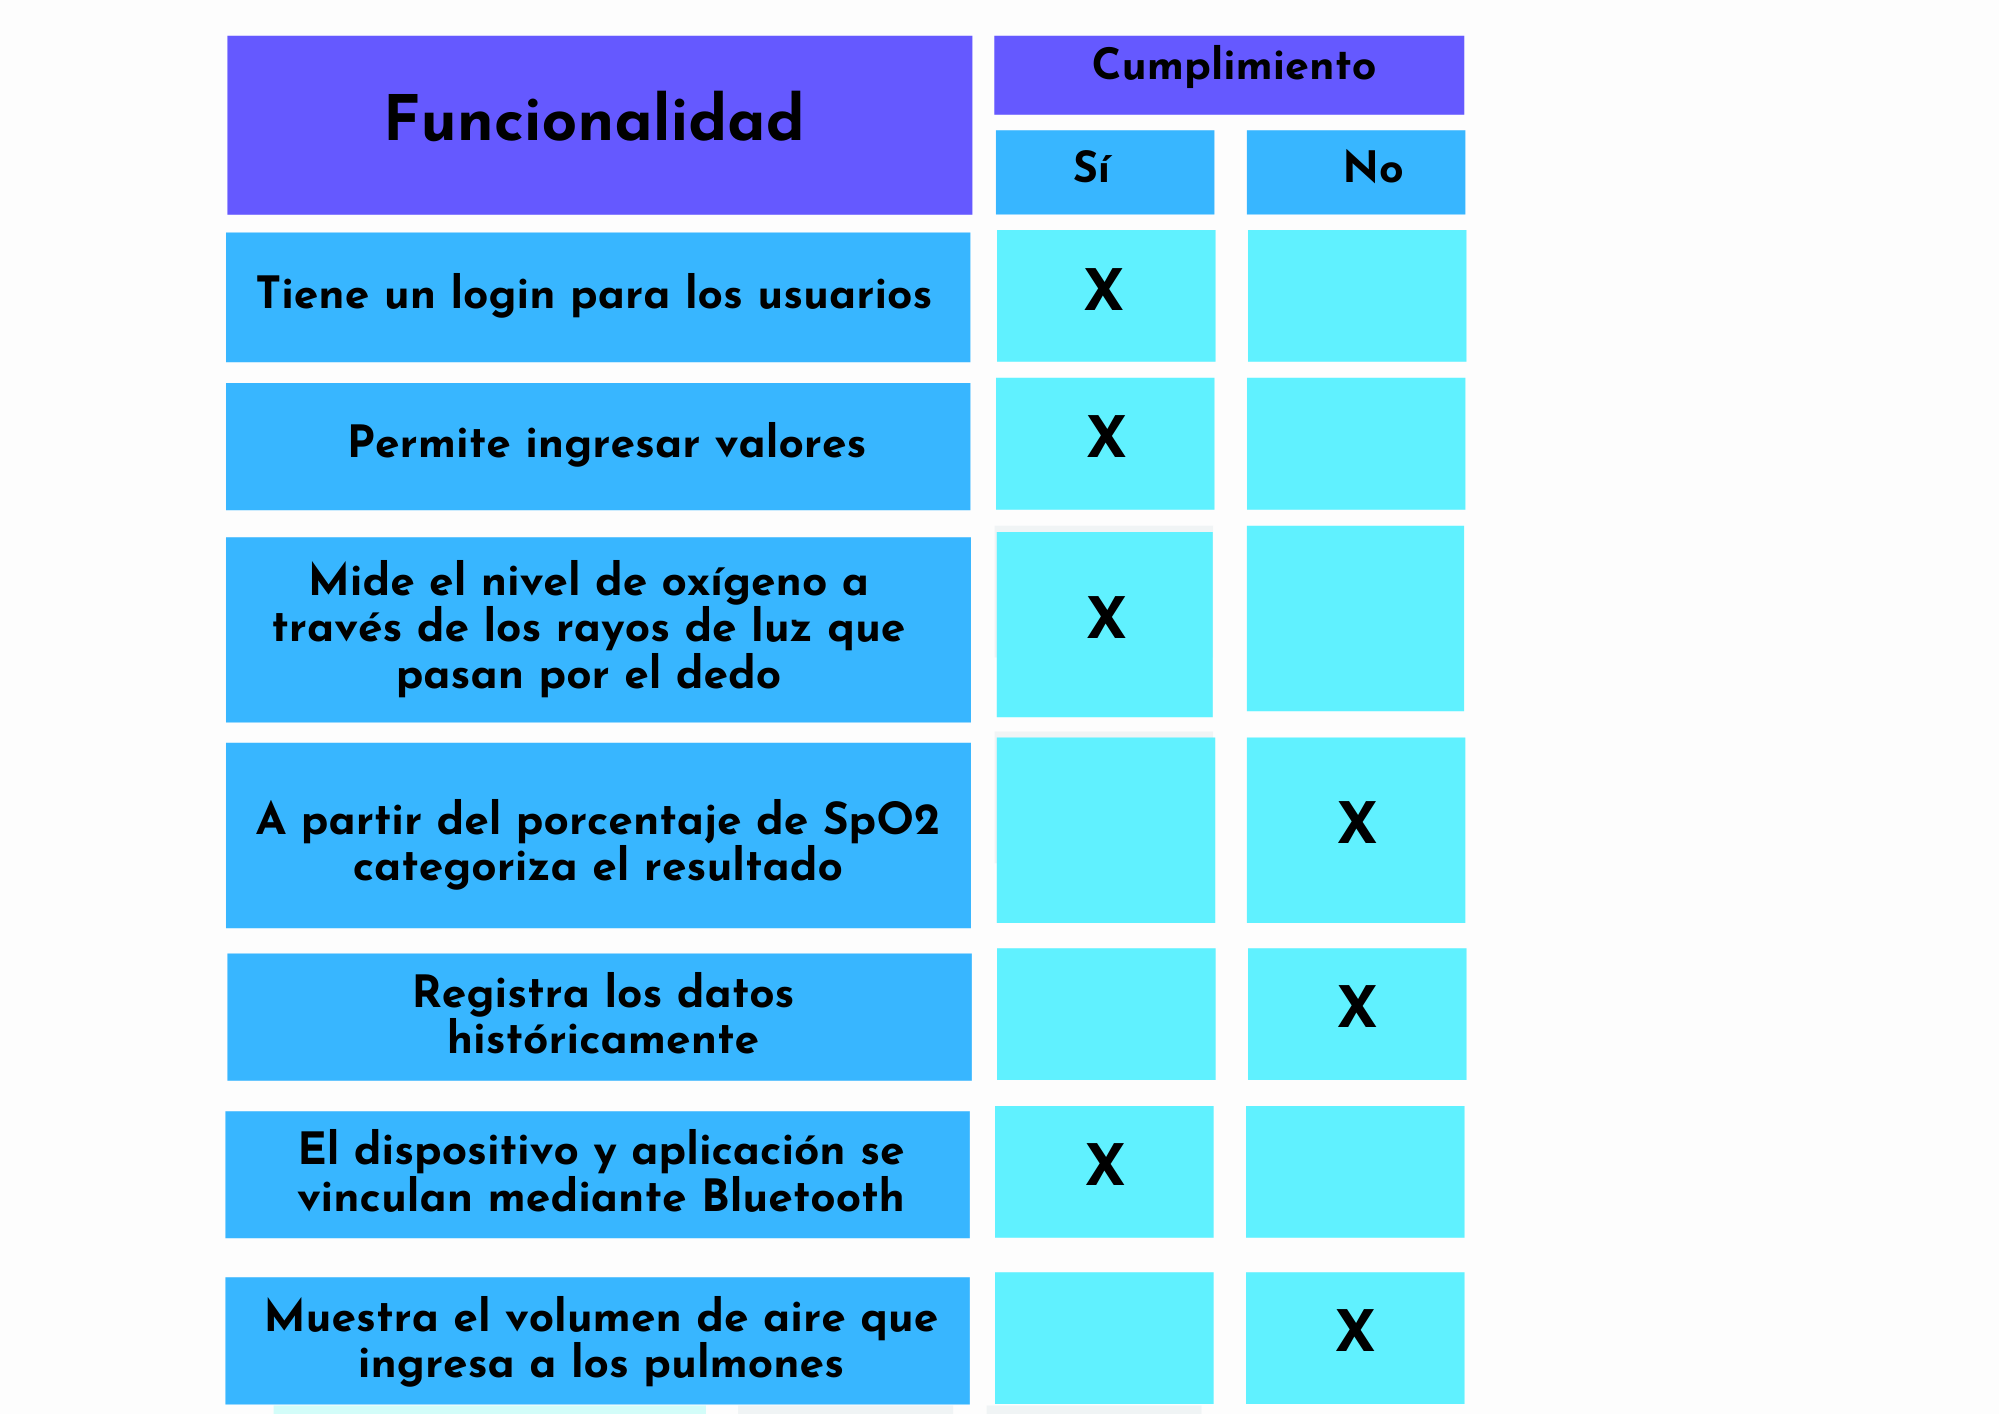 Funcionalidad
Cumplimiento
Sí
No
Tiene un login para los usuarios
X
Permite ingresar valores
X
Mide el nivel de oxígeno a
través de los rayos de luz que
pasan por el dedo
X
A partir del porcentaje de SpO2
categoriza el resultado
X
Registra los datos
históricamente
X
El dispositivo y aplicación se
vinculan mediante Bluetooth
X
Muestra el volumen de aire que
ingresa a los pulmones
X